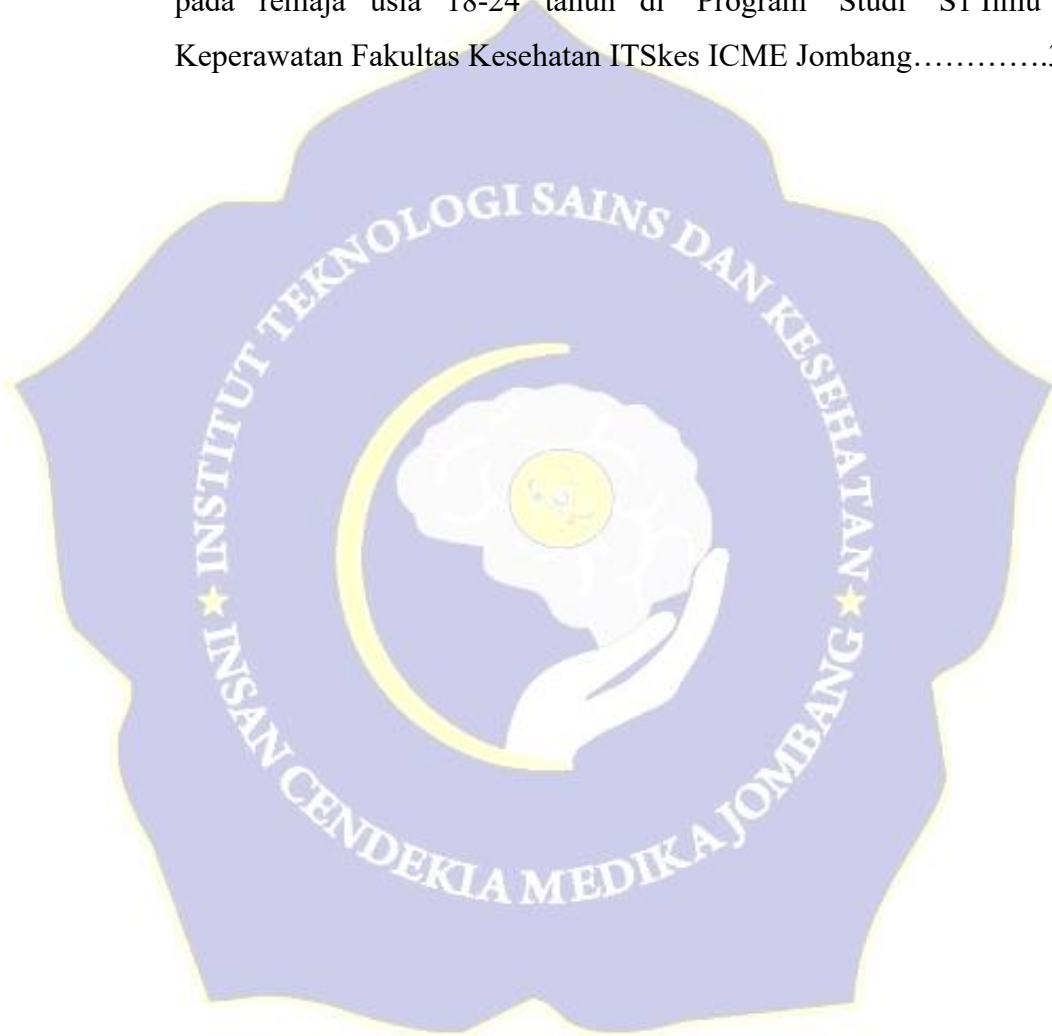 pada remaja usia 18-24 tahun di Program Studi S1 Ilmu
Keperawatan Fakultas Kesehatan ITSkes ICME Jombang………….3
INSTITUT TEKNOLOGI SAINS DAN KESEHATAN
INSAN CENDEKIA MEDIKA JOMBANG